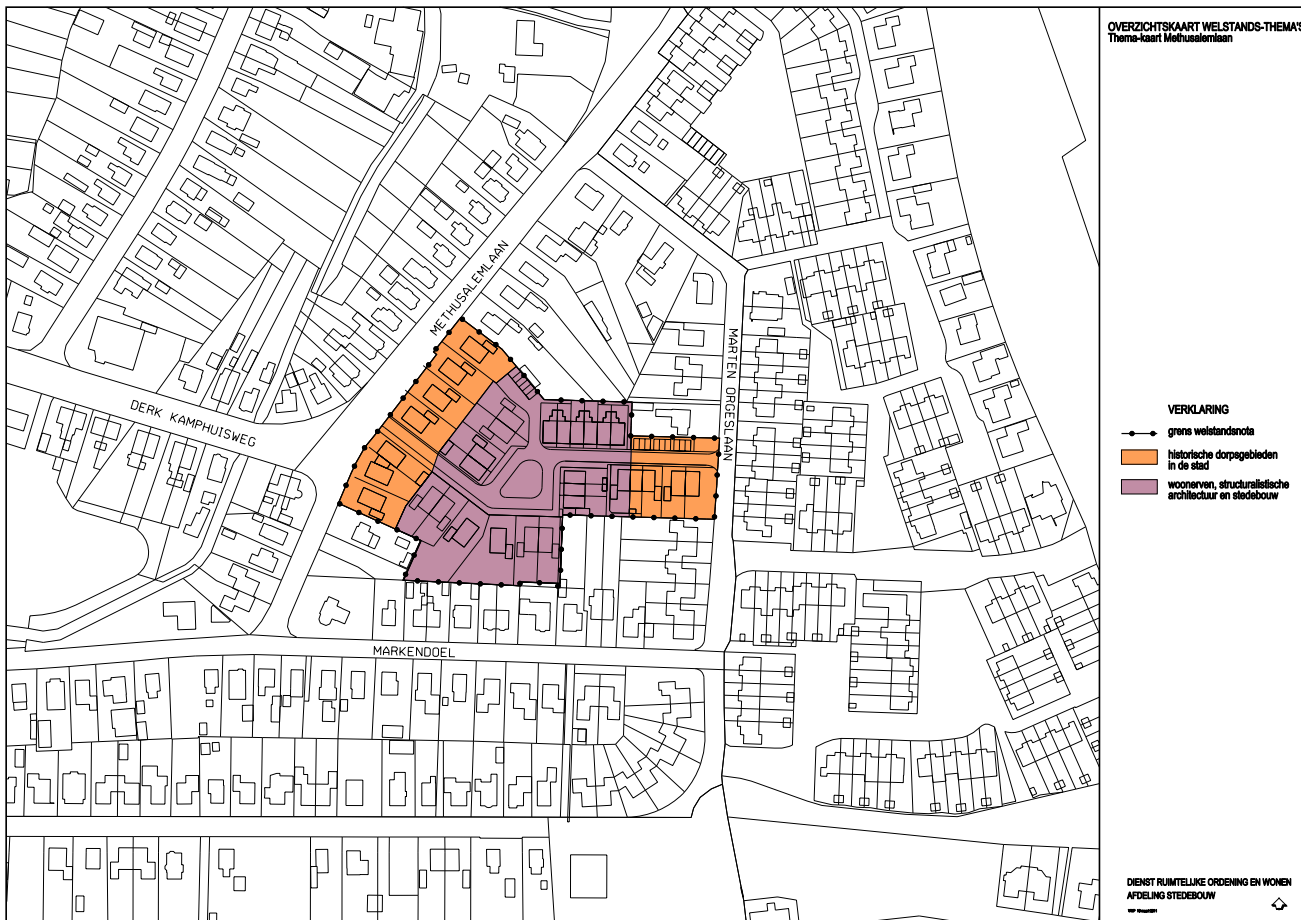 OVERZICHTSKAART WELSTANDS-THEMA'S
Thema-kaart Methusalemlaan
METHUSALEMLAAN
MARTEN ORGESLAAN
DERK KAMPHUISWEG
MARKENDOEL
VERKLARING
grens welstandsnota
historische dorpsgebieden
in de stad
woonerven, structuralistische
architectuur en stedebouw
DIENST RUIMTELIJKE ORDENING EN WONEN
AFDELING STEDEBOUW